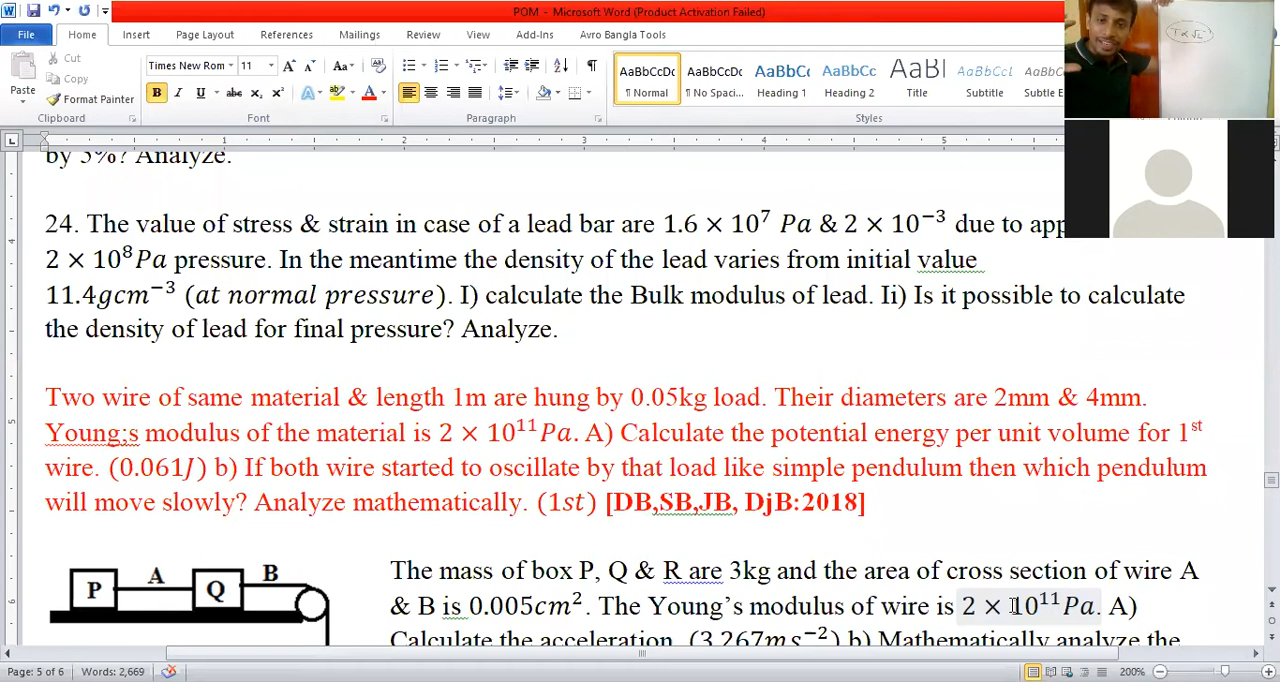 POM - Microsoft Word (Product Activation Failed)
File Home Insert Page Layout References Mailings Review View Add-Ins Avro Bangla Tools
Paste Cut Copy Format Painter
Times New Rom 11
AaBbCcDc AaBbCcDc AaBbCc AaBbCc AaBl AaBbCcL AaBbCc
¶ Normal ¶ No Spaci... Heading 1 Heading 2 Title Subtitle Subtle E
Clipboard Font Paragraph Styles
by 5%? Analyze.
24. The value of stress & strain in case of a lead bar are 1.6 × 10⁷ Pa & 2 × 10⁻³ due to app
2 × 10⁸Pa pressure. In the meantime the density of the lead varies from initial value
11.4gcm⁻³ (at normal pressure). I) calculate the Bulk modulus of lead. Ii) Is it possible to calculate
the density of lead for final pressure? Analyze.
Two wire of same material & length 1m are hung by 0.05kg load. Their diameters are 2mm & 4mm.
Young;s modulus of the material is 2 × 10¹¹Pa. A) Calculate the potential energy per unit volume for 1ˢᵗ
wire. (0.061J) b) If both wire started to oscillate by that load like simple pendulum then which pendulum
will move slowly? Analyze mathematically. (1st) [DB,SB,JB, DjB:2018]
P A Q B
The mass of box P, Q & R are 3kg and the area of cross section of wire A
& B is 0.005cm². The Young's modulus of wire is 2 × 10¹¹Pa. A)
Calculate the acceleration. (3.267ms⁻²) b) Mathematically analyze the
Page: 5 of 6 Words: 2,669 200%